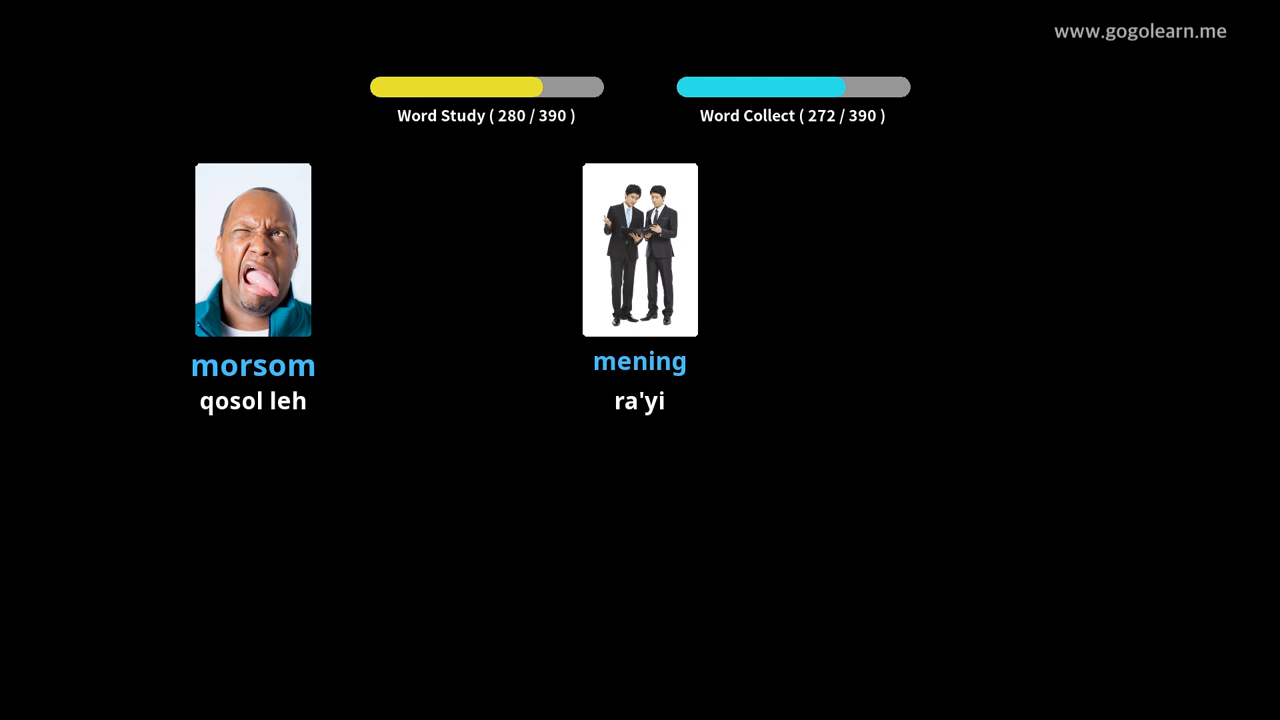 www.gogolearn.me
Word Study ( 280 / 390 )
Word Collect ( 272 / 390 )
morsom
mening
qosol leh
ra'yi